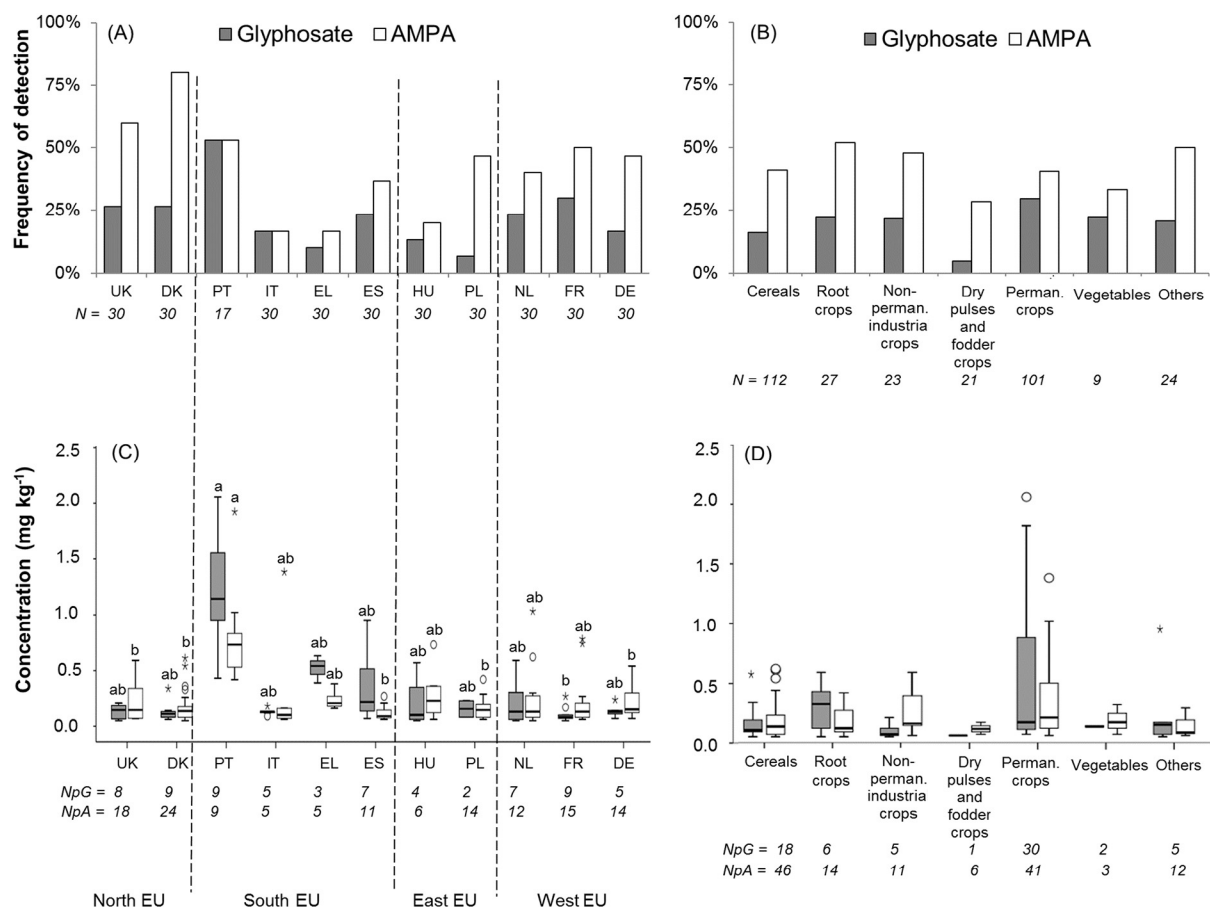 (A)
Glyphosate AMPA
Frequency of detection
100%
75%
50%
25%
0%
UK DK PT IT EL ES HU PL NL FR DE
N = 30 30 17 30 30 30 30 30 30 30 30
(B)
Glyphosate AMPA
100%
75%
50%
25%
0%
Cereals Root crops Non-perman. industria crops Dry pulses and fodder crops Perman. crops Vegetables Others
N = 112 27 23 21 101 9 24
(C)
Concentration (mg kg-1)
2.5
2.0
1.5
1.0
0.5
0.0
ab b ab b a a ab ab ab ab ab b ab ab ab b ab ab b ab ab b
UK DK PT IT EL ES HU PL NL FR DE
NpG = 8 9 9 5 3 7 4 2 7 9 5
NpA = 18 24 9 5 5 11 6 14 12 15 14
North EU South EU East EU West EU
(D)
2.5
2.0
1.5
1.0
0.5
0.0
Cereals Root crops Non-perman. industria crops Dry pulses and fodder crops Perman. crops Vegetables Others
NpG = 18 6 5 1 30 2 5
NpA = 46 14 11 6 41 3 12